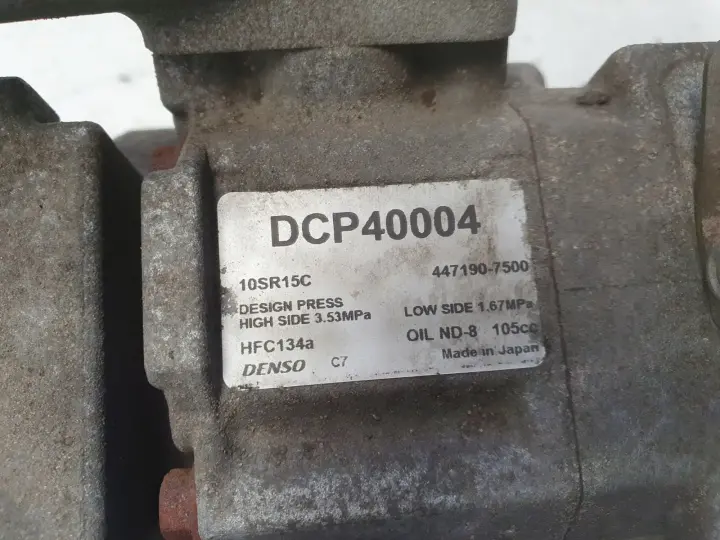 DCP40004
10SR15C 447190-7500
DESIGN PRESS
HIGH SIDE 3.53MPa LOW SIDE 1.67MPa
HFC134a OIL ND-8 105cc
DENSO C7 Made in Japan